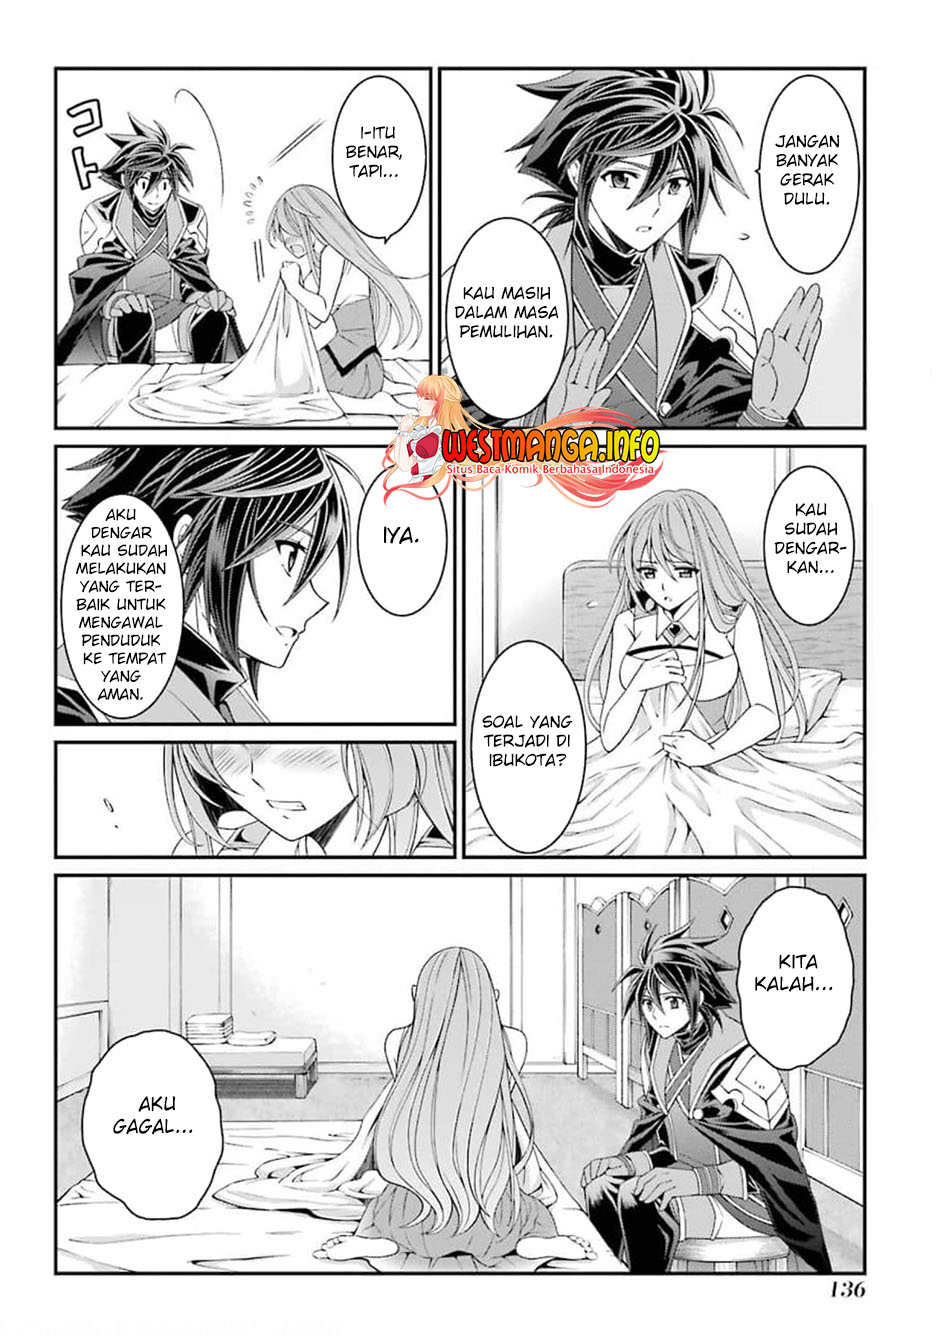 JANGAN
BANYAK
GERAK
DULU.
KAU MASIH
DALAM MASA
PEMULIHAN.
I-ITU
BENAR,
TAPI...
コト
WESTMANGA.INFO
Situs Baca Komik Berbahasa Indonesia
KAU
SUDAH
DENGAR-
KAN...
SOAL YANG
TERJADI DI
IBUKOTA?
IYA.
AKU
DENGAR
KAU SUDAH
MELAKUKAN
YANG TER-
BAIK UNTUK
MENGAWAL
PENDUDUK
KE TEMPAT
YANG
AMAN.
KITA
KALAH...
AKU
GAGAL...
136